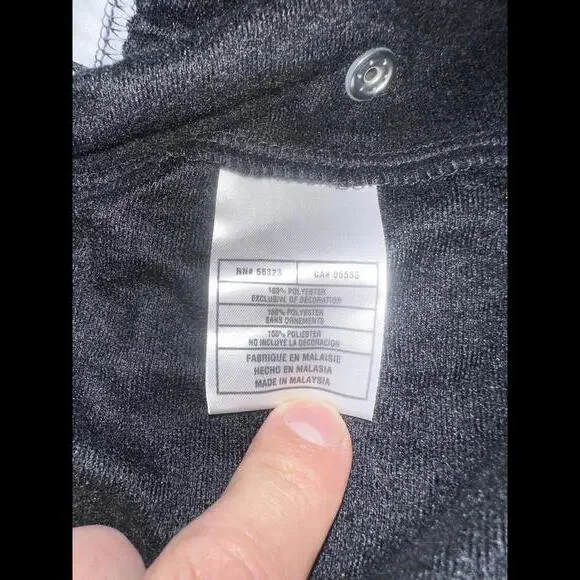 RN# 56323 CA# 05553
100% POLYESTER
EXCLUSIVE OF DECORATION
100% POLYESTER
SANS ORNEMENTS
100% POLIESTER
NO INCLUYE LA DECORACION
FABRIQUE EN MALAISIE
HECHO EN MALASIA
MADE IN MALAYSIA